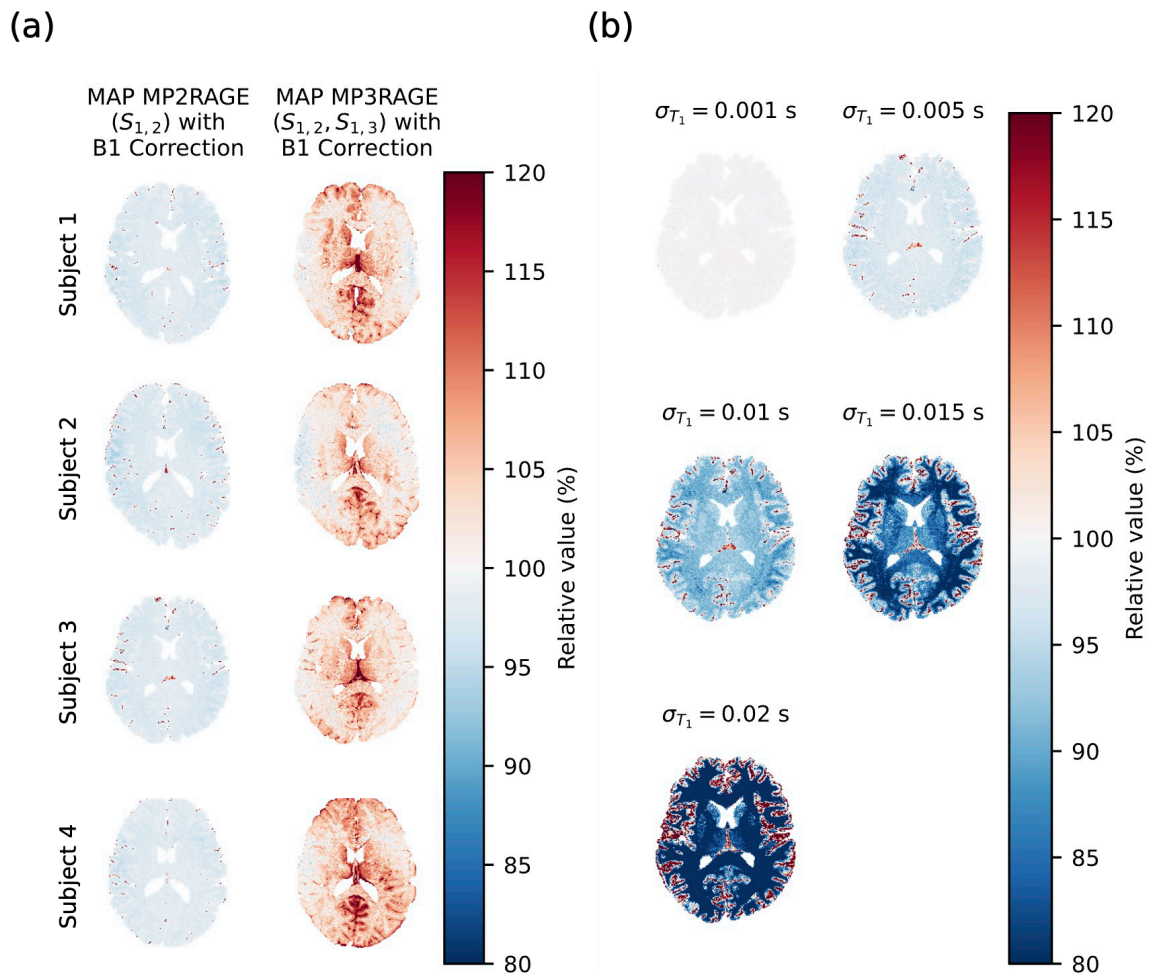 (a)
MAP MP2RAGE
(S1,2) with
B1 Correction
MAP MP3RAGE
(S1,2, S1,3) with
B1 Correction
Subject 1
Subject 2
Subject 3
Subject 4
120
115
110
105
100
95
90
85
80
Relative value (%)
(b)
σT1 = 0.001 s
σT1 = 0.005 s
σT1 = 0.01 s
σT1 = 0.015 s
σT1 = 0.02 s
120
115
110
105
100
95
90
85
80
Relative value (%)